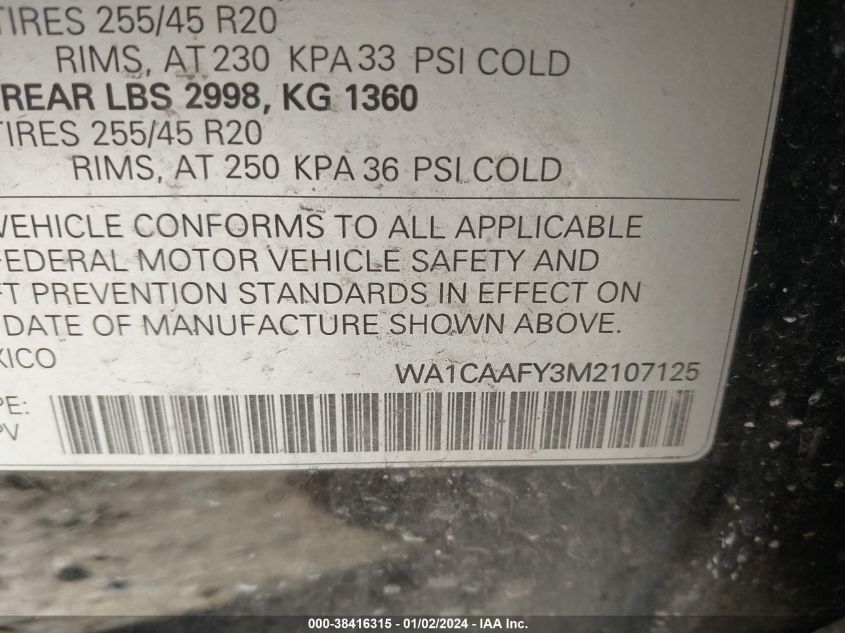 TIRES 255/45 R20
RIMS, AT 230 KPA 33 PSI COLD
REAR LBS 2998, KG 1360
TIRES 255/45 R20
RIMS, AT 250 KPA 36 PSI COLD
VEHICLE CONFORMS TO ALL APPLICABLE
FEDERAL MOTOR VEHICLE SAFETY AND
FT PREVENTION STANDARDS IN EFFECT ON
DATE OF MANUFACTURE SHOWN ABOVE.
XICO
WA1CAAFY3M2107125
PE:
PV
000-38416315 - 01/02/2024 - IAA Inc.